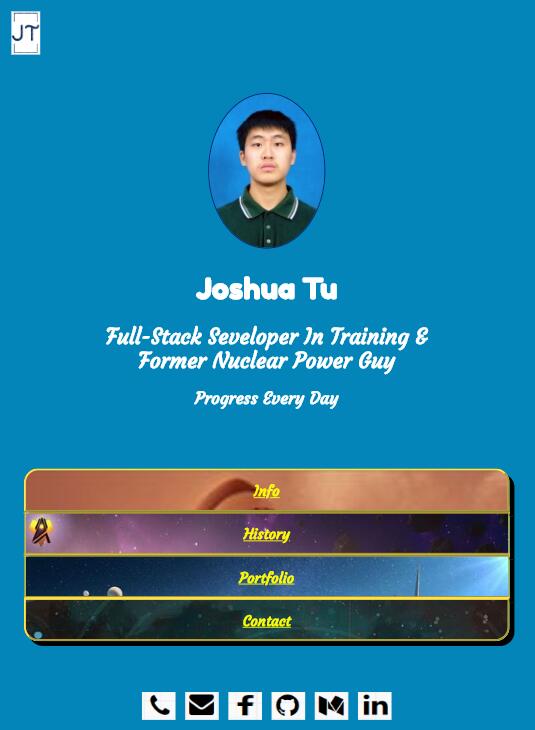 JT
Joshua Tu
Full-Stack Seveloper In Training &
Former Nuclear Power Guy
Progress Every Day
Info
History
Portfolio
Contact